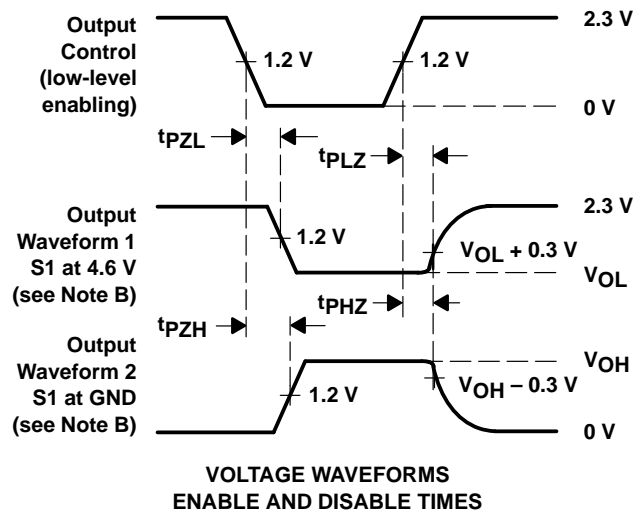 Output
Control
(low-level
enabling)
1.2 V
1.2 V
2.3 V
0 V
tPZL
tPLZ
Output
Waveform 1
S1 at 4.6 V
(see Note B)
1.2 V
2.3 V
VOL + 0.3 V
VOL
tPZH
tPHZ
Output
Waveform 2
S1 at GND
(see Note B)
1.2 V
VOH
VOH – 0.3 V
0 V
VOLTAGE WAVEFORMS
ENABLE AND DISABLE TIMES